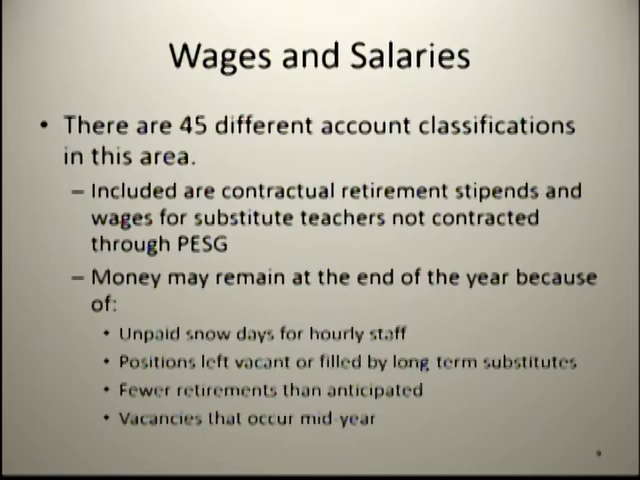 Wages and Salaries
• There are 45 different account classifications
in this area.
– Included are contractual retirement stipends and
wages for substitute teachers not contracted
through PESG
– Money may remain at the end of the year because
of:
• Unpaid snow days for hourly staff
• Positions left vacant or filled by long term substitutes
• Fewer retirements than anticipated
• Vacancies that occur mid-year